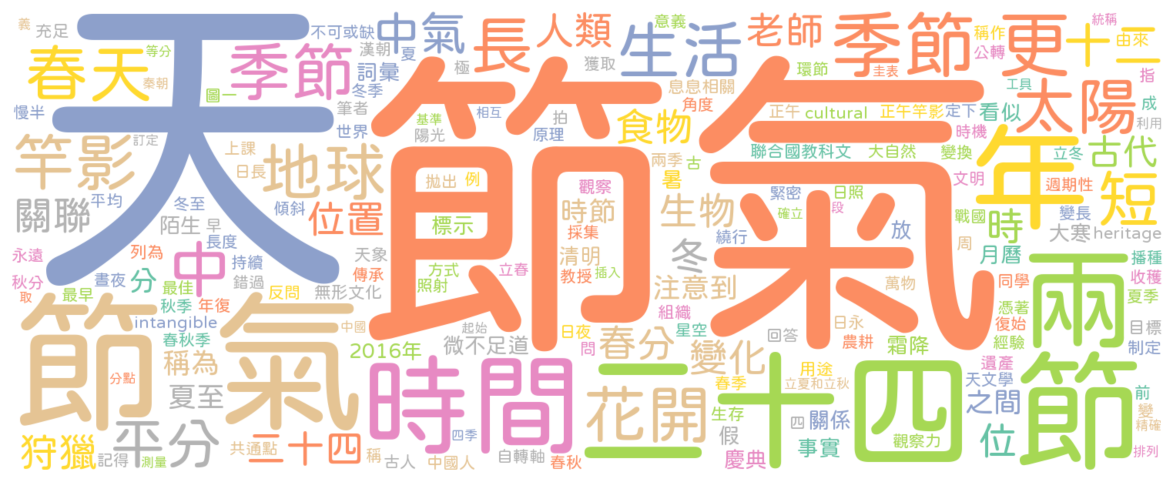 義 充足 天 不可或缺 中氣 長 人類 意義 生活 老師 季節 更 統稱 十二
春天 等分 季節 漢朝 夏 獲取 環節 稱作 公轉 由來
秦朝 圖一 詞彙 極 息息相關 圭表 太陽 工具 指
慢半 筆者 冬季 節氣 角度 正午 cultural 正午竿影 定下 看似 年 成
竿影 訂定 世界 基準 相互 拍 食物 時機 利用
上課 陽光 原理 聯合國教科文 大自然 變換 立冬 古代
日長 地球 拋出 例 兩季 古 文明 週期性 短
關聯 平均 冬至 傾斜 位置 觀察 暑 緊密 日照
陌生 早 標示 時節 生物 確立 段 戰國 變長
永遠 列為 長度 天象 採集 繞行 放 時 周 大寒 heritage
晝夜 中 持續 傳承 清明 冬 月曆 播種
秋分 分 錯過 方式 立春 教授 插入 注意到 萬物 同學 兩 收穫
取 最早 最佳 反問 無形文化 照射 組織 憑著 夏季
秋季 年復 日夜 星空 日永 復始
節氣 intangible 中國 起始 問 回答 農耕 經驗 目標
春秋季 2016年 微不足道 春分 變化 霜降 制定
稱為 時間 二十四 遺產 節
分點 花開 春季 用途 天文學 前
夏至 立夏和立秋 之間 變
平分 生存 四 關係 精確
狩獵 二十四 四季 假 觀察力 位
共通點 稱 自轉軸 事實 排列
記得 測量 古人 中國人 春秋 慶典